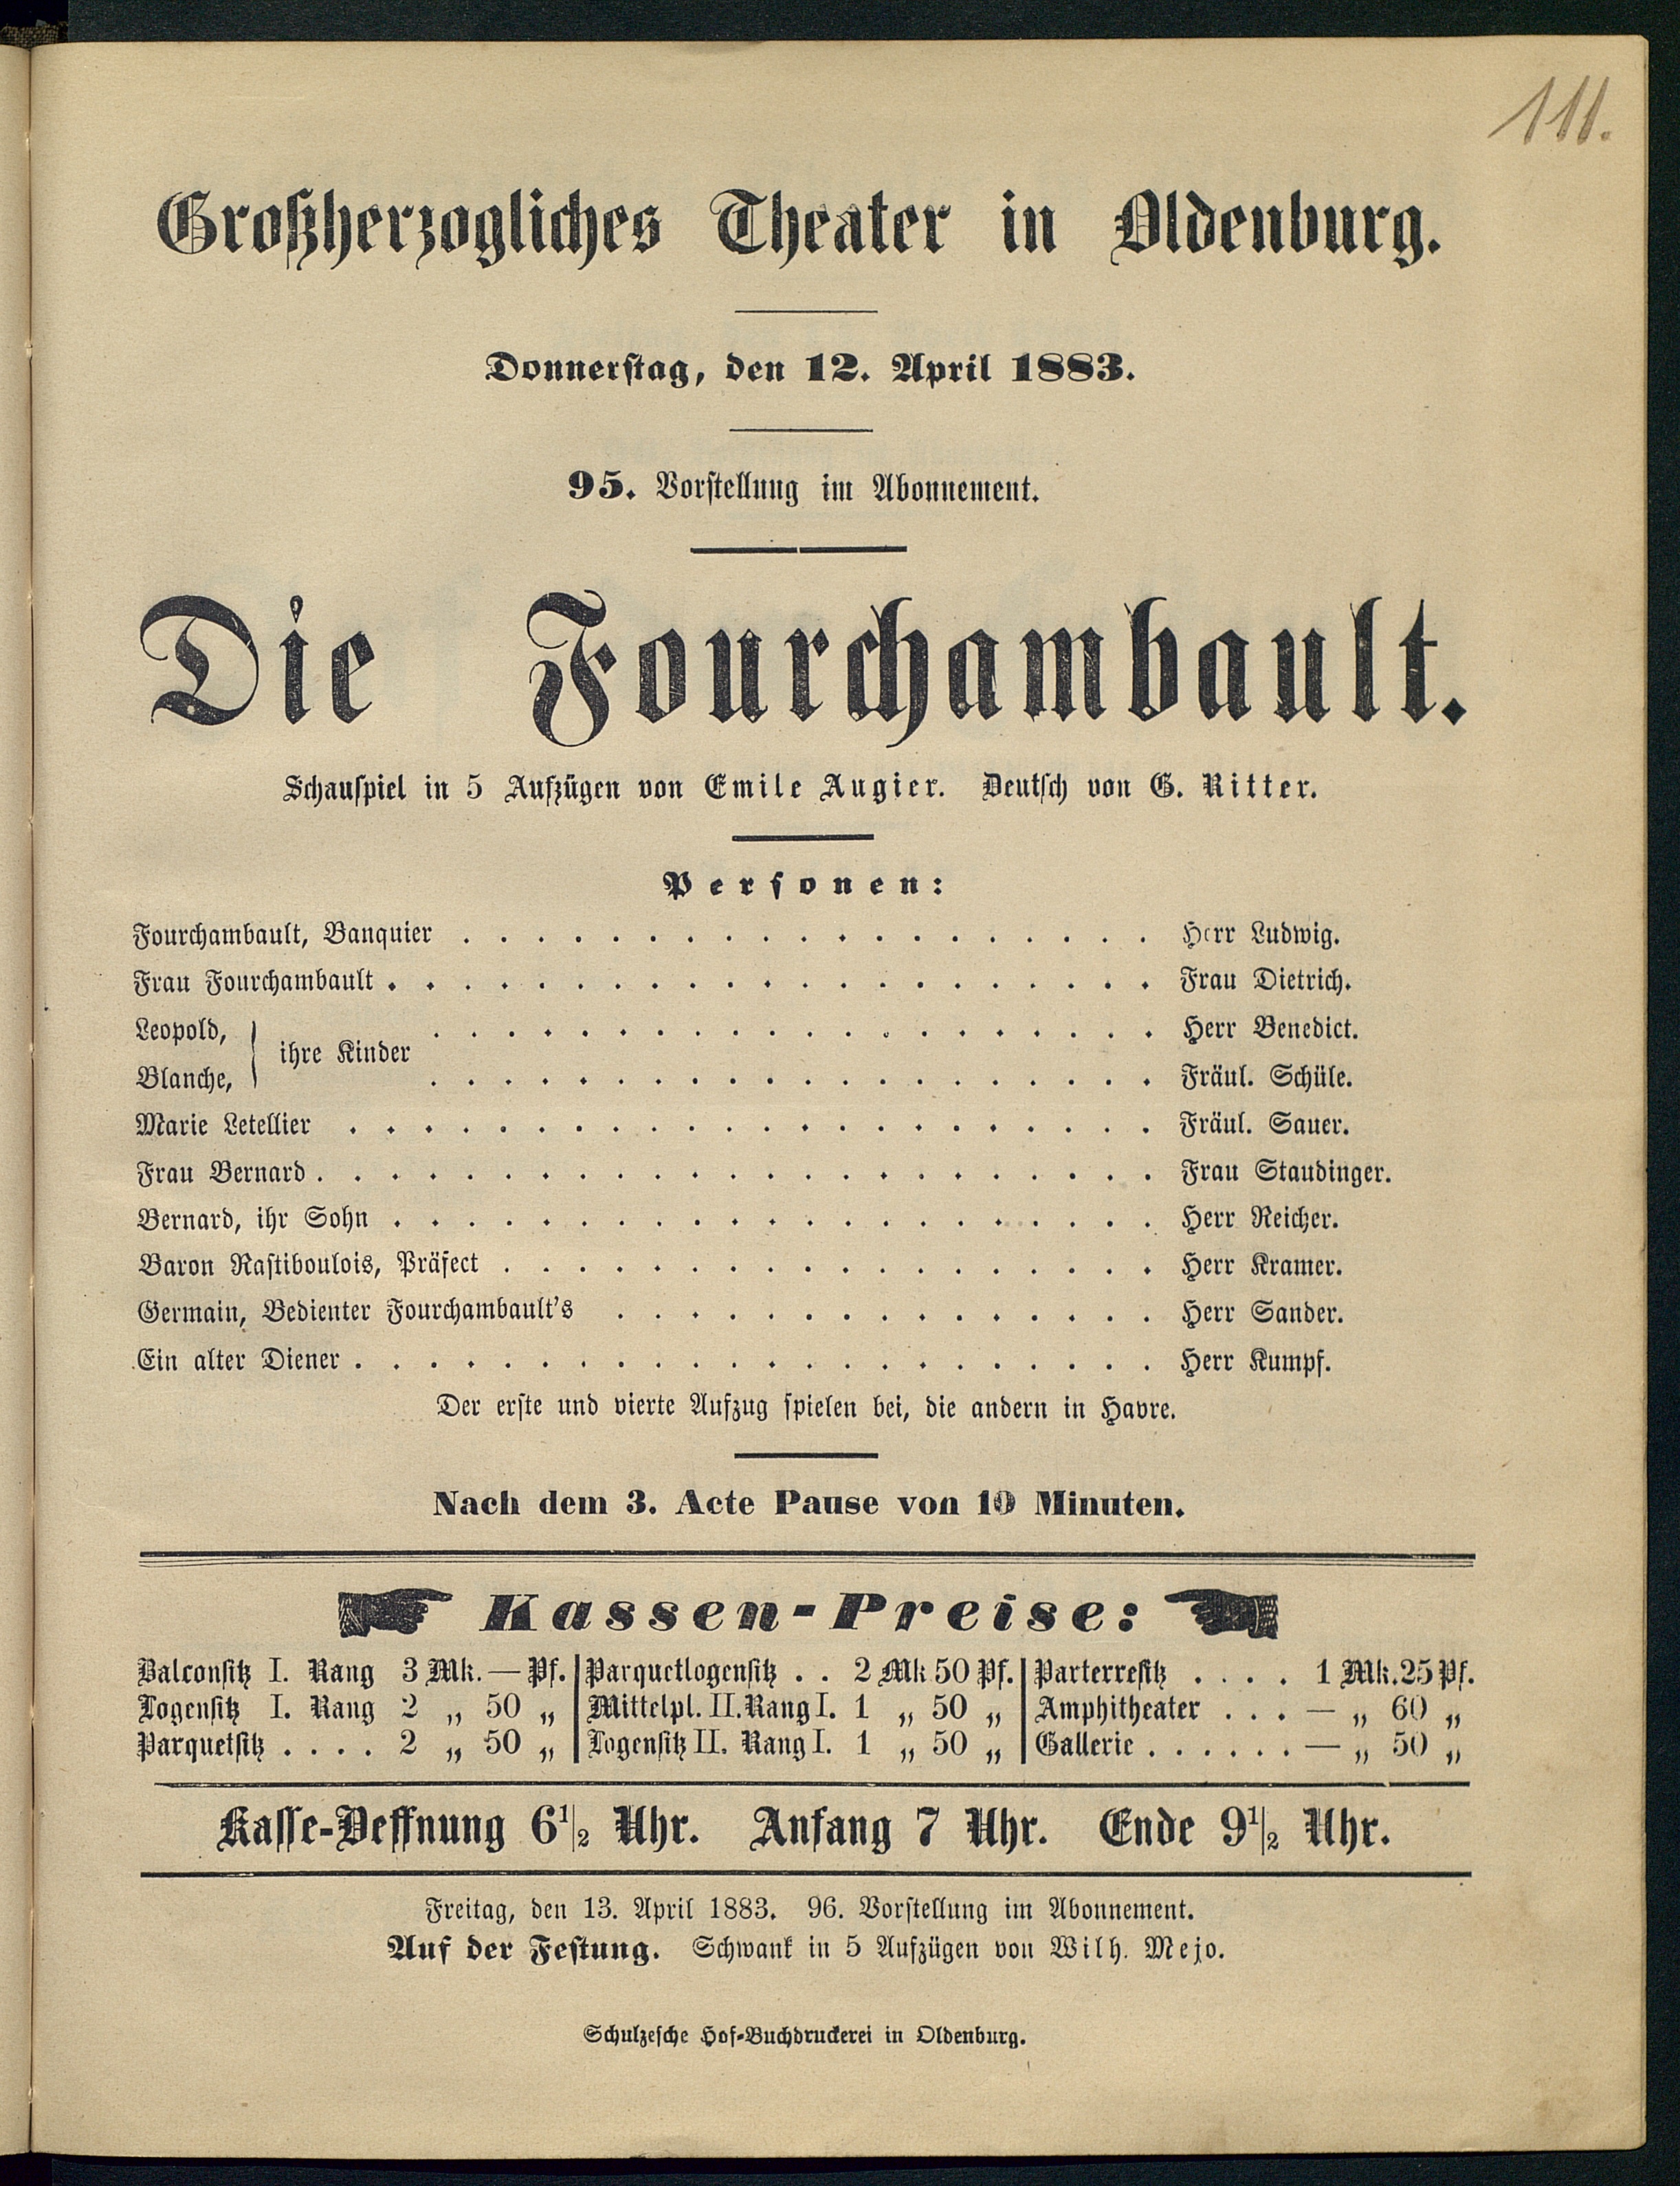 111.
Großherzogliches Theater in Oldenburg.
Donnerstag, den 12. April 1883.
95. Vorstellung im Abonnement.
Die Fourchambault.
Schauspiel in 5 Aufzügen von Emile Augier. Deutsch von G. Ritter.
Personen:
Fourchambault, Banquier . . . . . . . . . . . . . . . . . . . Herr Ludwig.
Frau Fourchambault . . . . . . . . . . . . . . . . . . . . . Frau Dietrich.
Leopold, } ihre Kinder . . . . . . . . . . . . . . . . . . . . Herr Benedict.
Blanche, . . . . . . . . . . . . . . . . . . . . Fräul. Schüle.
Marie Letellier . . . . . . . . . . . . . . . . . . . . . . Fräul. Sauer.
Frau Bernard . . . . . . . . . . . . . . . . . . . . . . . Frau Staudinger.
Bernard, ihr Sohn . . . . . . . . . . . . . . . . . . . . . Herr Reicher.
Baron Rastiboulois, Präfect . . . . . . . . . . . . . . . . . . Herr Kramer.
Germain, Bedienter Fourchambault's . . . . . . . . . . . . . . . Herr Sander.
Ein alter Diener . . . . . . . . . . . . . . . . . . . . . . Herr Kumpf.
Der erste und vierte Aufzug spielen bei, die andern in Havre.
Nach dem 3. Acte Pause von 10 Minuten.
Kassen-Preise:
Balconsitz I. Rang 3 Mk. — Pf. | Parquetlogensitz . . 2 Mk 50 Pf. | Parterresitz . . . . 1 Mk. 25 Pf.
Logensitz I. Rang 2 „ 50 „ | Mittelpl. II. Rang I. 1 „ 50 „ | Amphitheater . . . — „ 60 „
Parquetsitz . . . . 2 „ 50 „ | Logensitz II. Rang I. 1 „ 50 „ | Gallerie . . . . . . — „ 50 „
Kasse-Oeffnung 6 1/2 Uhr. Anfang 7 Uhr. Ende 9 1/2 Uhr.
Freitag, den 13. April 1883. 96. Vorstellung im Abonnement.
Auf der Festung. Schwank in 5 Aufzügen von Wilh. Mejo.
Schulzesche Hof-Buchdruckerei in Oldenburg.